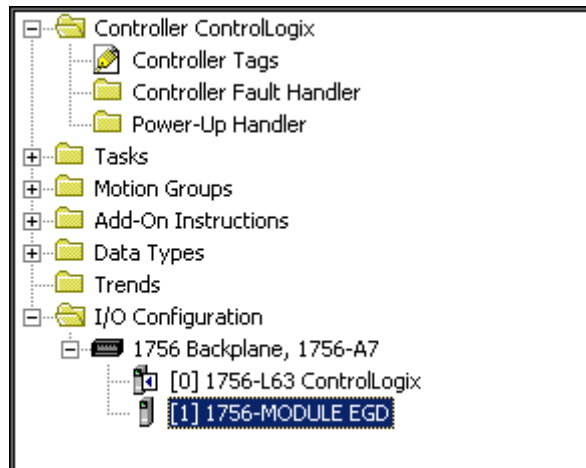 Controller ControlLogix
Controller Tags
Controller Fault Handler
Power-Up Handler
Tasks
Motion Groups
Add-On Instructions
Data Types
Trends
I/O Configuration
1756 Backplane, 1756-A7
[0] 1756-L63 ControlLogix
[1] 1756-MODULE EGD